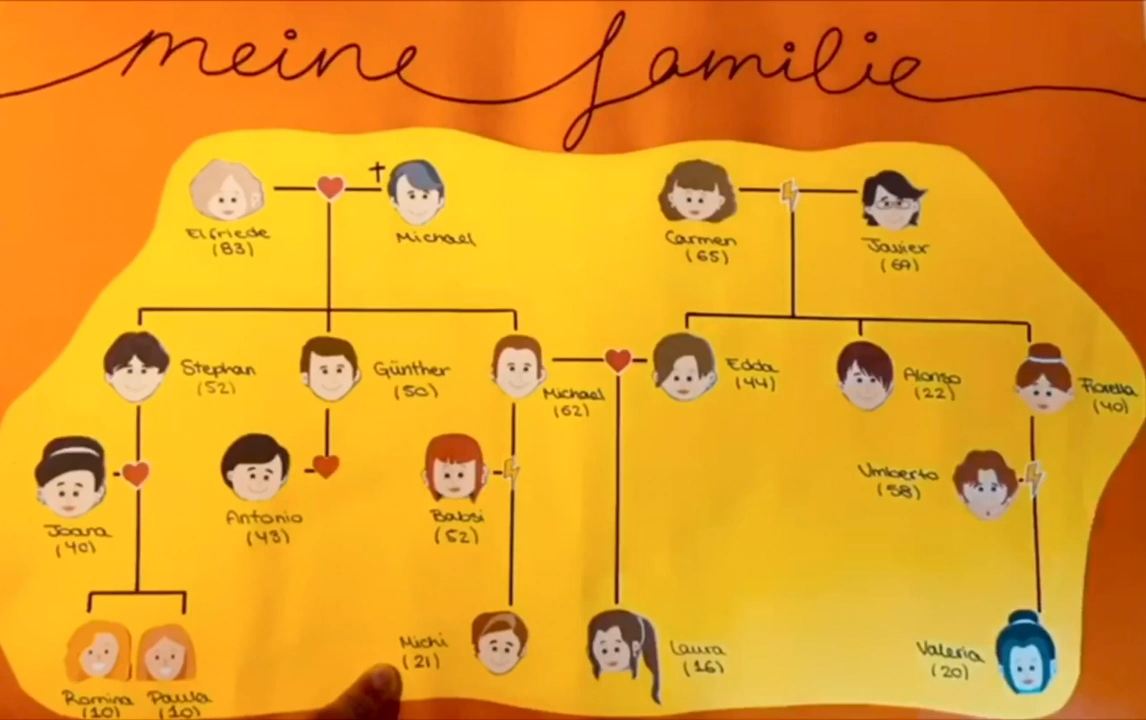 meine familie
Elfriede
(83)
†
Michael
Carmen
(65)
Javier
(69)
Stephan
(52)
Günther
(50)
Michael
(62)
Edda
(44)
Alonso
(22)
Fiorella
(40)
Joana
(40)
Antonio
(43)
Babsi
(52)
Umberto
(58)
Romina
(10)
Paula
(10)
Michi
(21)
Laura
(16)
Valeria
(20)